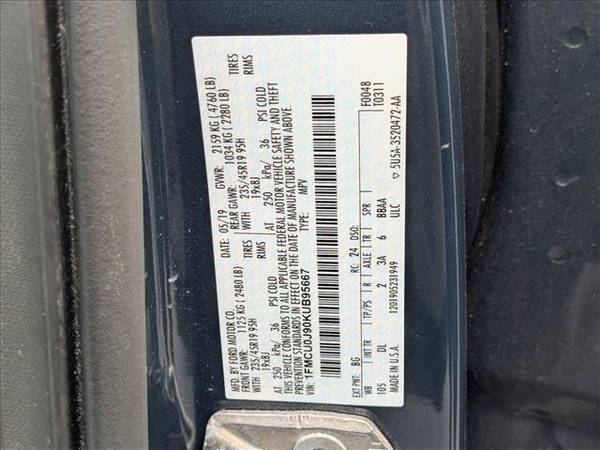 MFD. BY FORD MOTOR CO.
DATE: 05/19 GVWR: 2159 KG ( 4760 LB)
FRONT GAWR: 1125 KG ( 2480 LB) REAR GAWR: 1034 KG ( 2280 LB)
WITH 235/45R19 95H TIRES WITH 235/45R19 95H TIRES
19x8J RIMS 19x8J RIMS
AT 250 kPa/ 36 PSI COLD AT 250 kPa/ 36 PSI COLD
THIS VEHICLE CONFORMS TO ALL APPLICABLE FEDERAL MOTOR VEHICLE SAFETY AND THEFT
PREVENTION STANDARDS IN EFFECT ON THE DATE OF MANUFACTURE SHOWN ABOVE.
VIN: 1FMCU0J90KUB95667 TYPE: MPV
F0048
T0311
EXT PNT: BG RC: 24 DSO:
WB INT TR TP/PS R AXLE TR SPR
105 DL 2 3A 6 BBAA
MADE IN U.S.A. 1201905231949 ULC
5U5A-3520472-AA